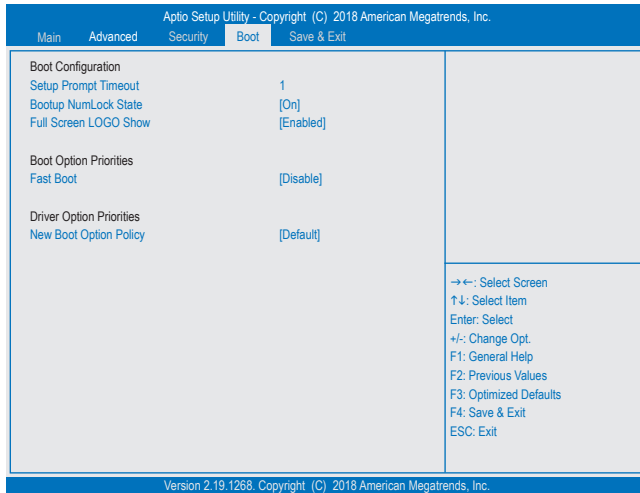 Aptio Setup Utility - Copyright (C) 2018 American Megatrends, Inc.
Main Advanced Security Boot Save & Exit
Boot Configuration
Setup Prompt Timeout 1
Bootup NumLock State [On]
Full Screen LOGO Show [Enabled]
Boot Option Priorities
Fast Boot [Disable]
Driver Option Priorities
New Boot Option Policy [Default]
→←: Select Screen
↑↓: Select Item
Enter: Select
+/-: Change Opt.
F1: General Help
F2: Previous Values
F3: Optimized Defaults
F4: Save & Exit
ESC: Exit
Version 2.19.1268. Copyright (C) 2018 American Megatrends, Inc.